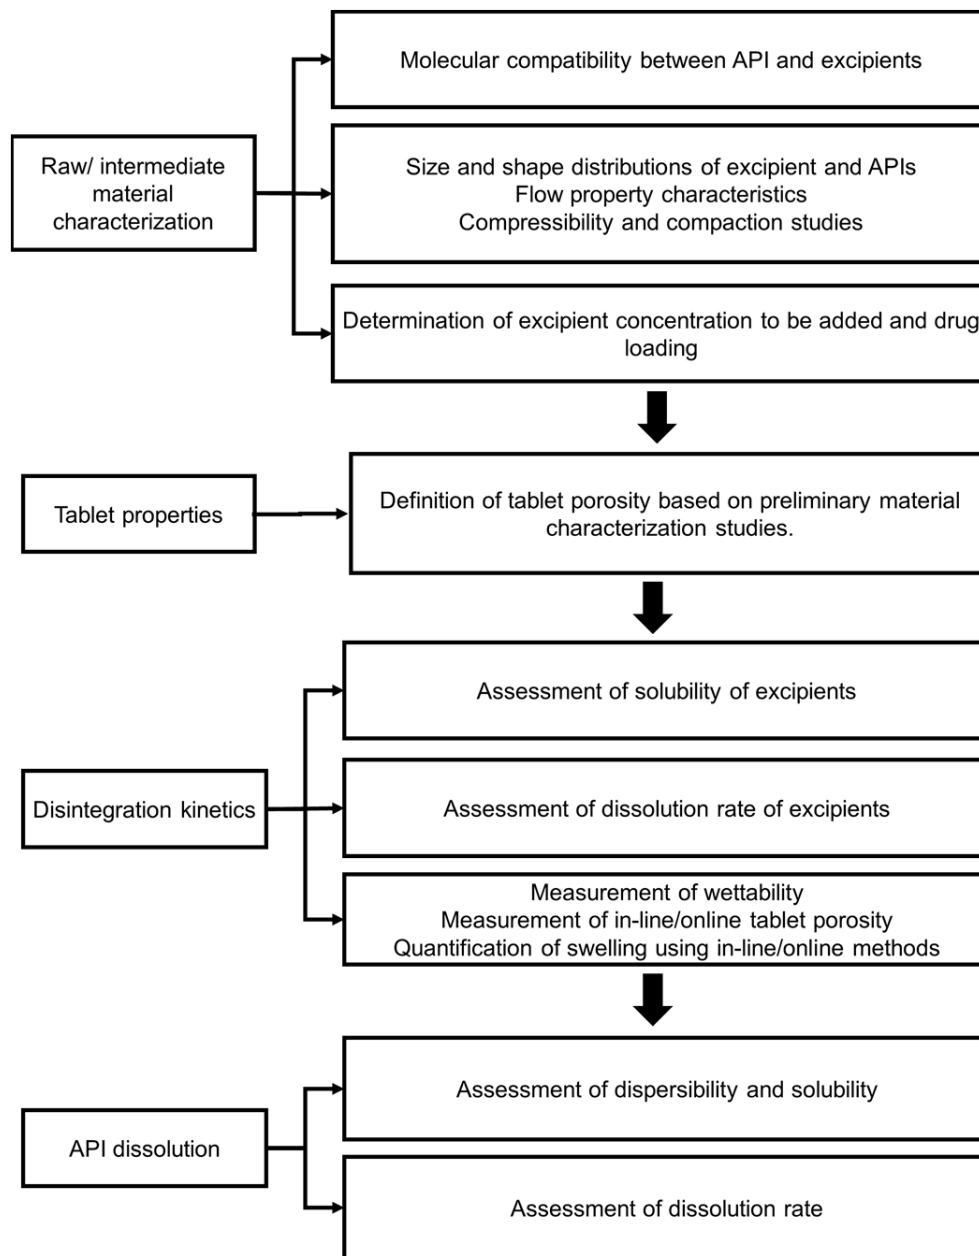 Molecular compatibility between API and excipients
Raw/ intermediate
material
characterization
Size and shape distributions of excipient and APIs
Flow property characteristics
Compressibility and compaction studies
Determination of excipient concentration to be added and drug
loading
Tablet properties
Definition of tablet porosity based on preliminary material
characterization studies.
Disintegration kinetics
Assessment of solubility of excipients
Assessment of dissolution rate of excipients
Measurement of wettability
Measurement of in-line/online tablet porosity
Quantification of swelling using in-line/online methods
API dissolution
Assessment of dispersibility and solubility
Assessment of dissolution rate